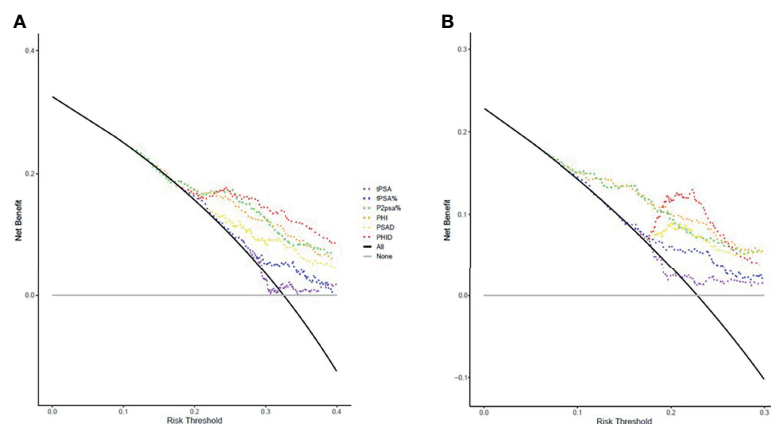 A
B
0.4
0.2
0.0
Net Benefit
0.0
0.1
0.2
0.3
0.4
Risk Threshold
tPSA
fPSA%
P2psa%
PHI
PSAD
PHID
All
None
0.3
0.2
0.1
0.0
−0.1
Net Benefit
0.0
0.1
0.2
0.3
Risk Threshold